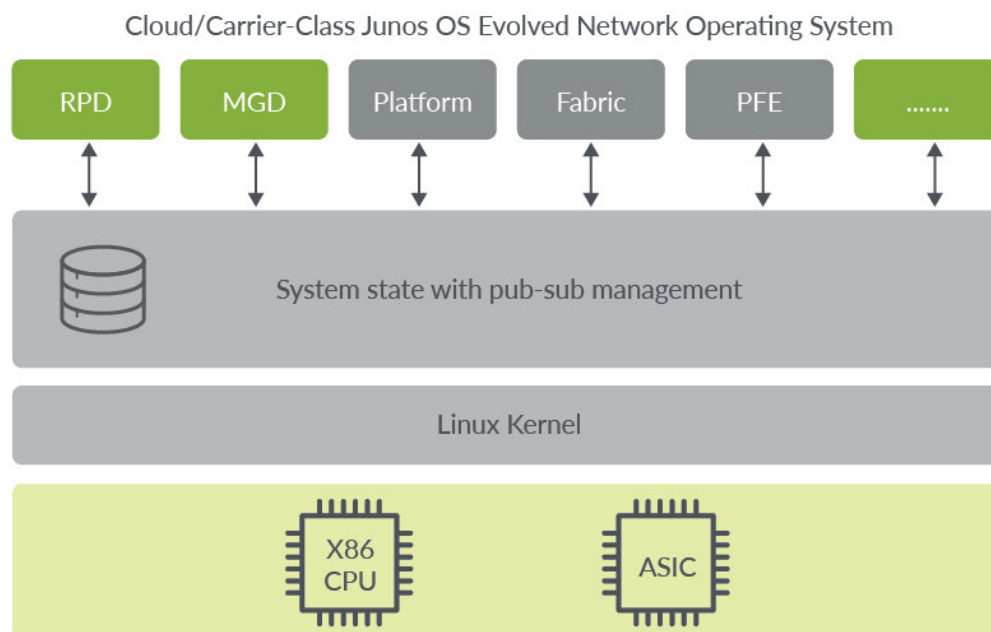 Cloud/Carrier-Class Junos OS Evolved Network Operating System
RPD
MGD
Platform
Fabric
PFE
.......
System state with pub-sub management
Linux Kernel
X86
CPU
ASIC